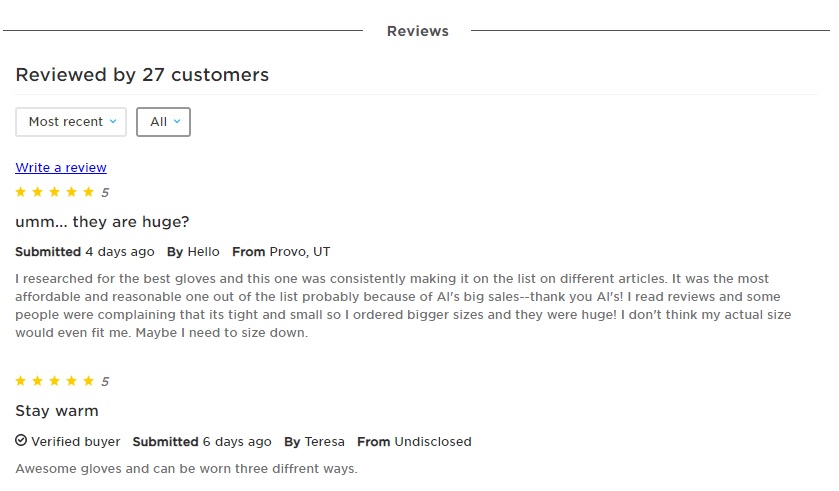 Reviews
Reviewed by 27 customers
Most recent All
Write a review
5
umm... they are huge?
Submitted 4 days ago By Hello From Provo, UT
I researched for the best gloves and this one was consistently making it on the list on different articles. It was the most
affordable and reasonable one out of the list probably because of Al's big sales--thank you Al's! I read reviews and some
people were complaining that its tight and small so I ordered bigger sizes and they were huge! I don't think my actual size
would even fit me. Maybe I need to size down.
5
Stay warm
Verified buyer Submitted 6 days ago By Teresa From Undisclosed
Awesome gloves and can be worn three diffrent ways.